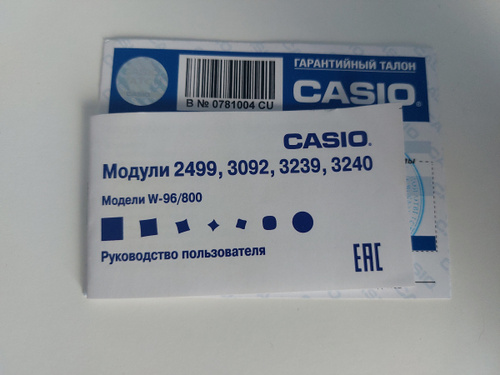 ГАРАНТИЙНЫЙ ТАЛОН
CASIO®
В № 0781004 CU
CASIO®
Модули 2499, 3092, 3239, 3240
Модели W-96/800
Руководство пользователя
EAC